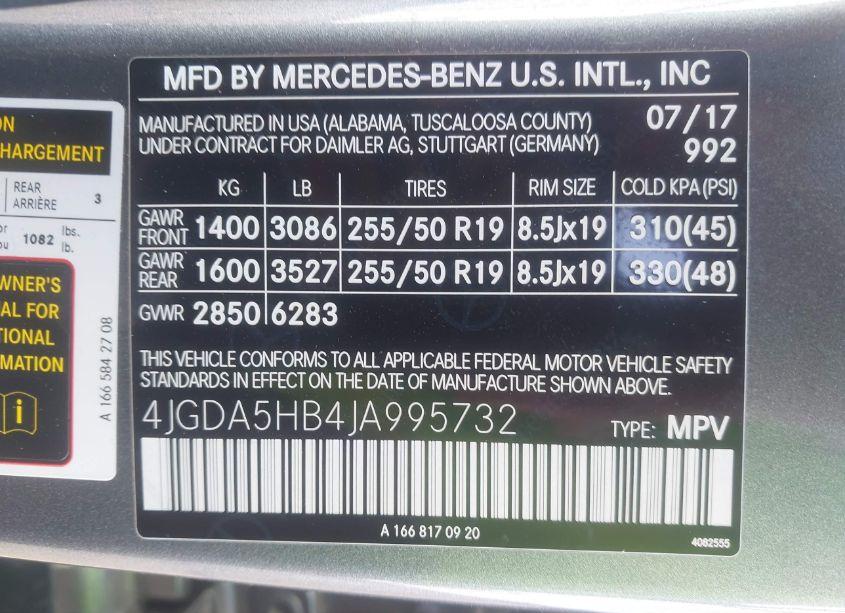 MFD BY MERCEDES-BENZ U.S. INTL., INC
MANUFACTURED IN USA (ALABAMA, TUSCALOOSA COUNTY) 07/17
UNDER CONTRACT FOR DAIMLER AG, STUTTGART (GERMANY) 992
KG LB TIRES RIM SIZE COLD KPA (PSI)
GAWR FRONT 1400 3086 255/50 R19 8.5Jx19 310(45)
GAWR REAR 1600 3527 255/50 R19 8.5Jx19 330(48)
GVWR 2850 6283
THIS VEHICLE CONFORMS TO ALL APPLICABLE FEDERAL MOTOR VEHICLE SAFETY
STANDARDS IN EFFECT ON THE DATE OF MANUFACTURE SHOWN ABOVE.
4JGDA5HB4JA995732 TYPE: MPV
A 166 817 09 20
4082555
HARGEMENT
REAR
ARRIÈRE 3
1082 lbs.
lb.
A 166 584 27 08
FOR
i